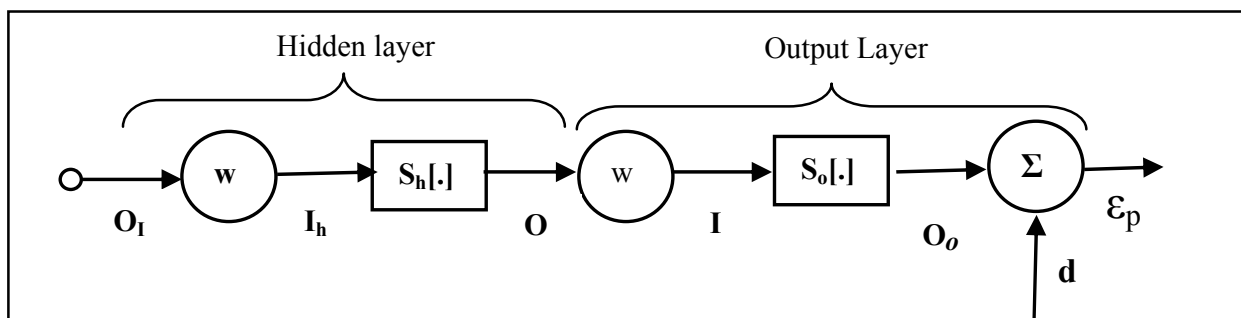 Hidden layer
Output Layer
w
S_h[.]
w
S_o[.]
Σ
O_I
I_h
O
I
O_o
ε_p
d